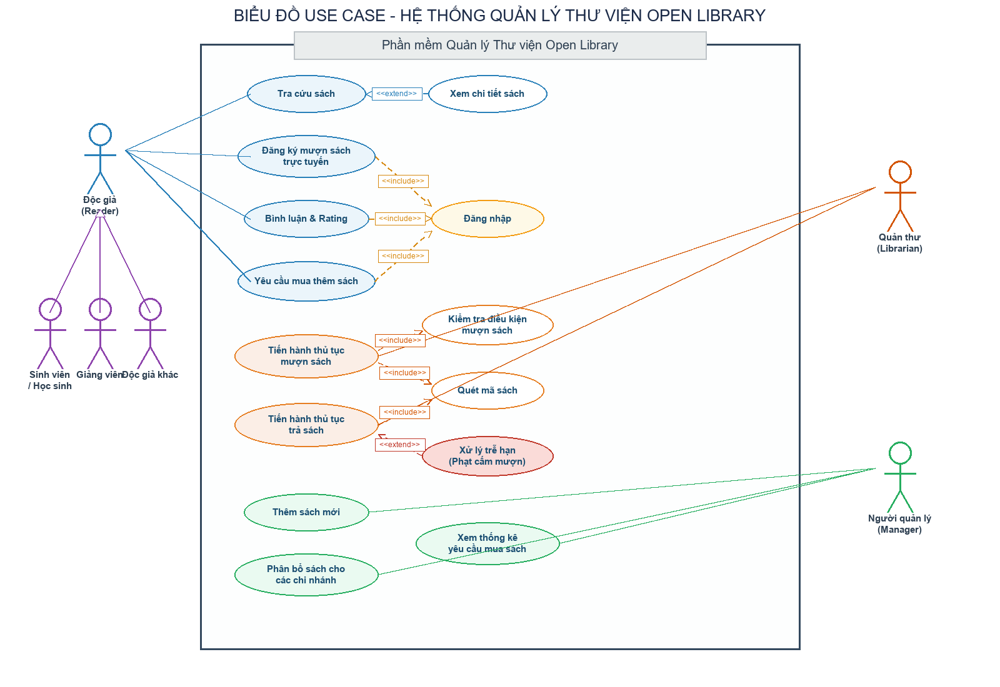 BIỂU ĐỒ USE CASE - HỆ THỐNG QUẢN LÝ THƯ VIỆN OPEN LIBRARY
Phần mềm Quản lý Thư viện Open Library
Tra cứu sách
<<extend>>
Xem chi tiết sách
Đăng ký mượn sách
trực tuyến
<<include>>
Bình luận & Rating
<<include>>
Đăng nhập
<<include>>
Yêu cầu mua thêm sách
Độc giả
(Reader)
Quản thư
(Librarian)
Kiểm tra điều kiện
mượn sách
<<include>>
Tiến hành thủ tục
mượn sách
<<include>>
Quét mã sách
Sinh viên
/ Học sinh
Giảng viên
Độc giả khác
<<include>>
Tiến hành thủ tục
trả sách
<<extend>>
Xử lý trễ hạn
(Phạt cấm mượn)
Thêm sách mới
Người quản lý
(Manager)
Xem thống kê
yêu cầu mua sách
Phân bổ sách cho
các chi nhánh